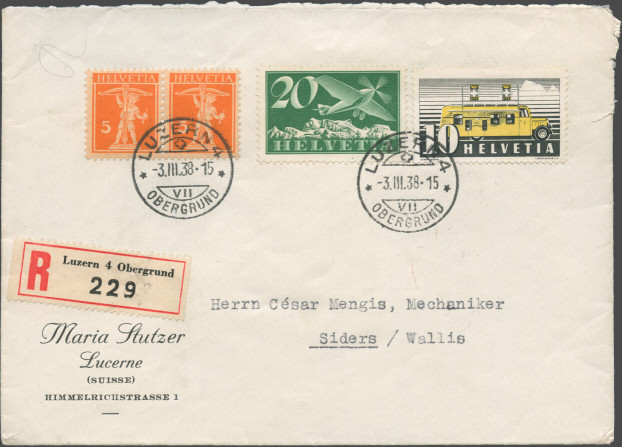 HELVETIA HELVETIA
5
20
HELVETIA
10
HELVETIA
LUZERN 4
-3.III.38-15
VII
OBERGRUND
LUZERN 4
-3.III.38-15
VII
OBERGRUND
R
Luzern 4 Obergrund
229
Herrn César Mengis, Mechaniker
Siders / Wallis
Maria Stutzer
Lucerne
(SUISSE)
HIMMELRICHSTRASSE 1